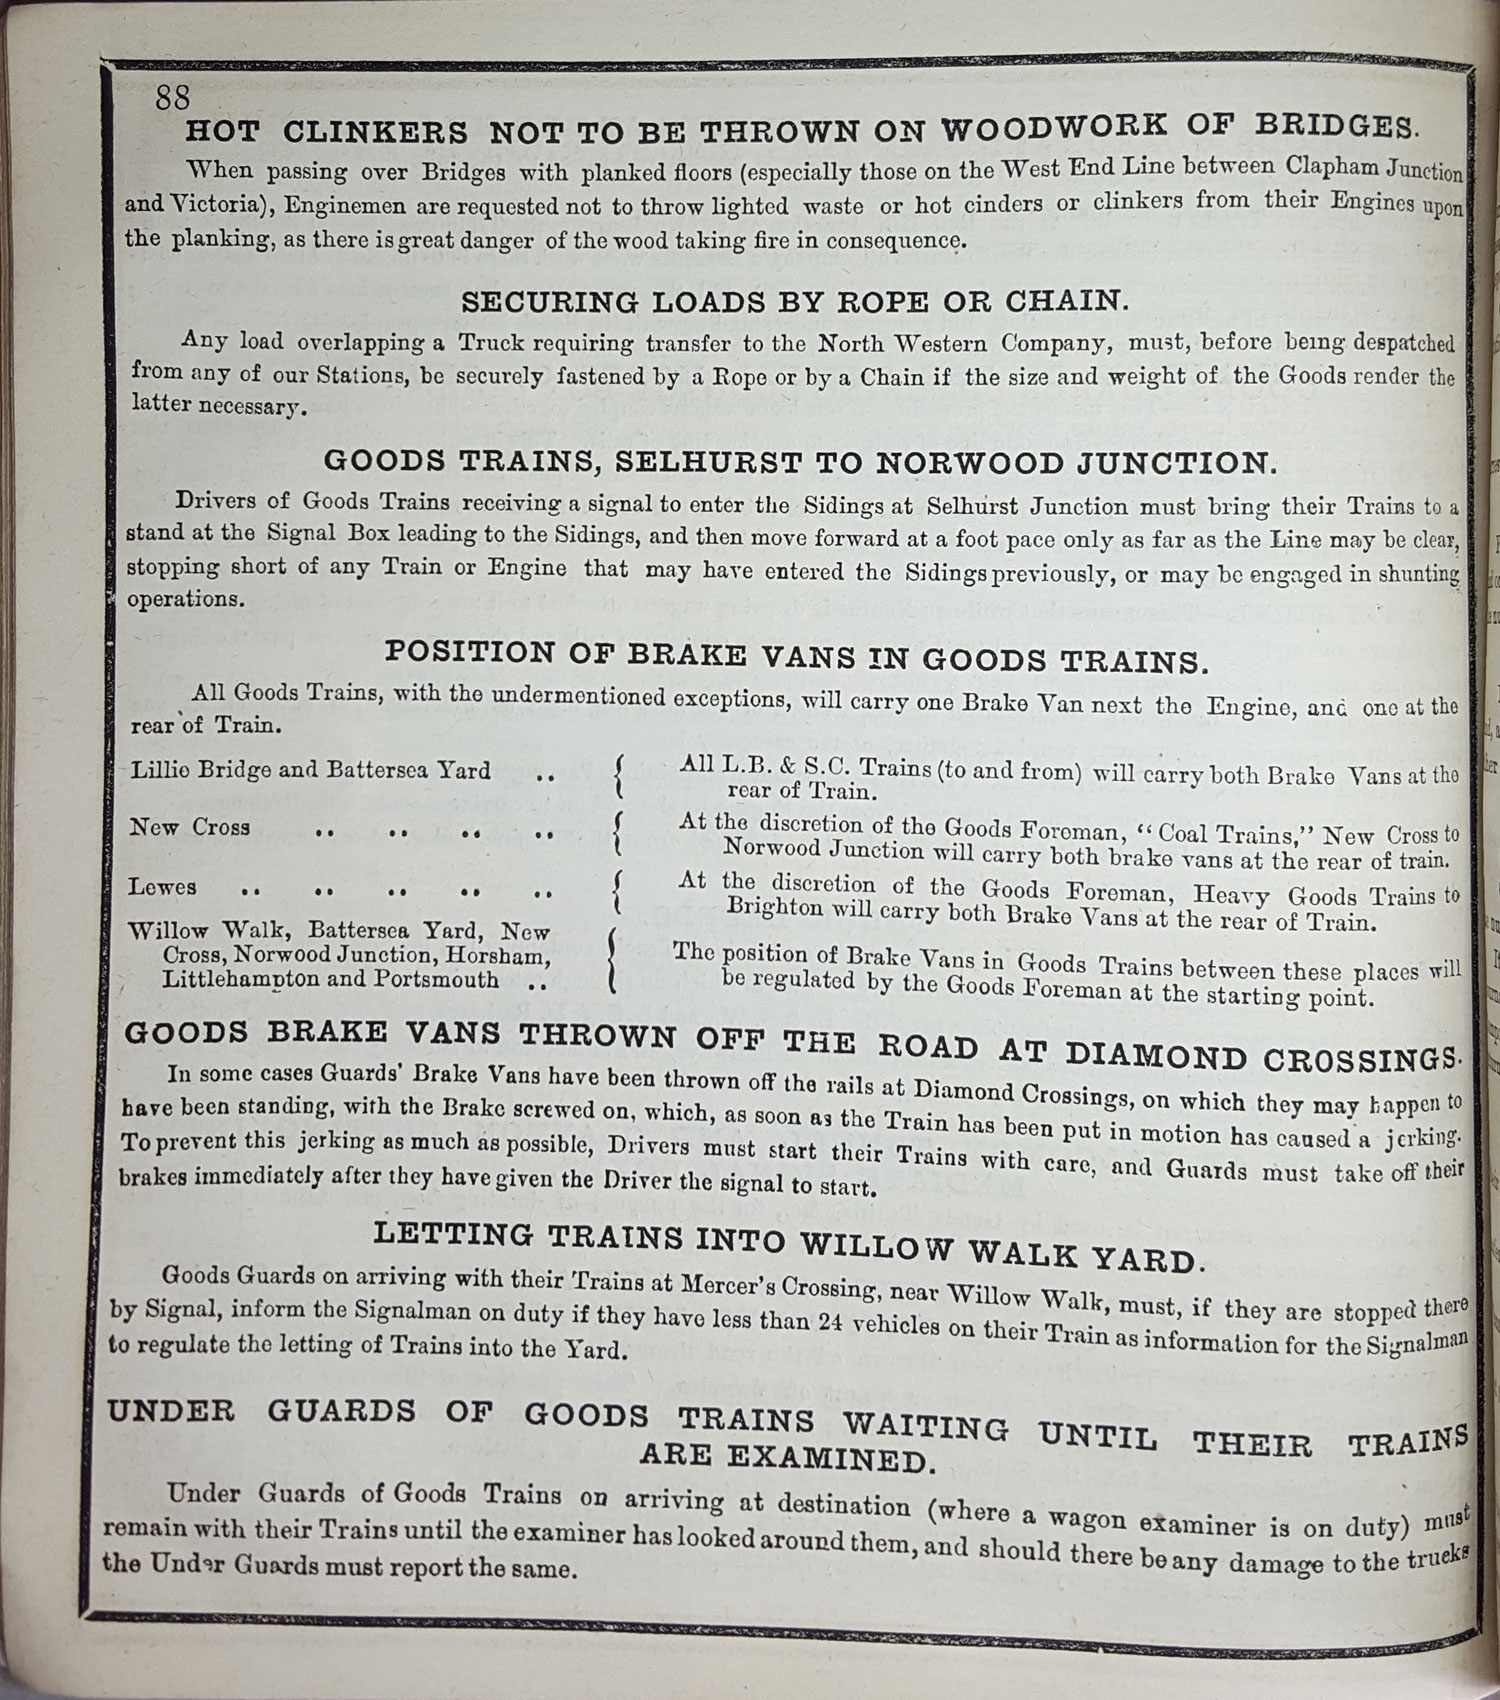 88
HOT CLINKERS NOT TO BE THROWN ON WOODWORK OF BRIDGES.
When passing over Bridges with planked floors (especially those on the West End Line between Clapham Junction
and Victoria), Enginemen are requested not to throw lighted waste or hot cinders or clinkers from their Engines upon
the planking, as there is great danger of the wood taking fire in consequence.
SECURING LOADS BY ROPE OR CHAIN.
Any load overlapping a Truck requiring transfer to the North Western Company, must, before being despatched
from any of our Stations, be securely fastened by a Rope or by a Chain if the size and weight of the Goods render the
latter necessary.
GOODS TRAINS, SELHURST TO NORWOOD JUNCTION.
Drivers of Goods Trains receiving a signal to enter the Sidings at Selhurst Junction must bring their Trains to a
stand at the Signal Box leading to the Sidings, and then move forward at a foot pace only as far as the Line may be clear,
stopping short of any Train or Engine that may have entered the Sidings previously, or may be engaged in shunting
operations.
POSITION OF BRAKE VANS IN GOODS TRAINS.
All Goods Trains, with the undermentioned exceptions, will carry one Brake Van next the Engine, and one at the
rear of Train.
Lillie Bridge and Battersea Yard .. { All L.B. & S.C. Trains (to and from) will carry both Brake Vans at the
rear of Train.
New Cross .. .. .. .. { At the discretion of the Goods Foreman, "Coal Trains," New Cross to
Norwood Junction will carry both brake vans at the rear of train.
Lewes .. .. .. .. .. { At the discretion of the Goods Foreman, Heavy Goods Trains to
Brighton will carry both Brake Vans at the rear of Train.
Willow Walk, Battersea Yard, New
Cross, Norwood Junction, Horsham,
Littlehampton and Portsmouth .. { The position of Brake Vans in Goods Trains between these places will
be regulated by the Goods Foreman at the starting point.
GOODS BRAKE VANS THROWN OFF THE ROAD AT DIAMOND CROSSINGS.
In some cases Guards' Brake Vans have been thrown off the rails at Diamond Crossings, on which they may happen to
have been standing, with the Brake screwed on, which, as soon as the Train has been put in motion has caused a jerking.
To prevent this jerking as much as possible, Drivers must start their Trains with care, and Guards must take off their
brakes immediately after they have given the Driver the signal to start.
LETTING TRAINS INTO WILLOW WALK YARD.
Goods Guards on arriving with their Trains at Mercer's Crossing, near Willow Walk, must, if they are stopped there
by Signal, inform the Signalman on duty if they have less than 24 vehicles on their Train as information for the Signalman
to regulate the letting of Trains into the Yard.
UNDER GUARDS OF GOODS TRAINS WAITING UNTIL THEIR TRAINS
ARE EXAMINED.
Under Guards of Goods Trains on arriving at destination (where a wagon examiner is on duty) must
remain with their Trains until the examiner has looked around them, and should there be any damage to the trucks
the Under Guards must report the same.